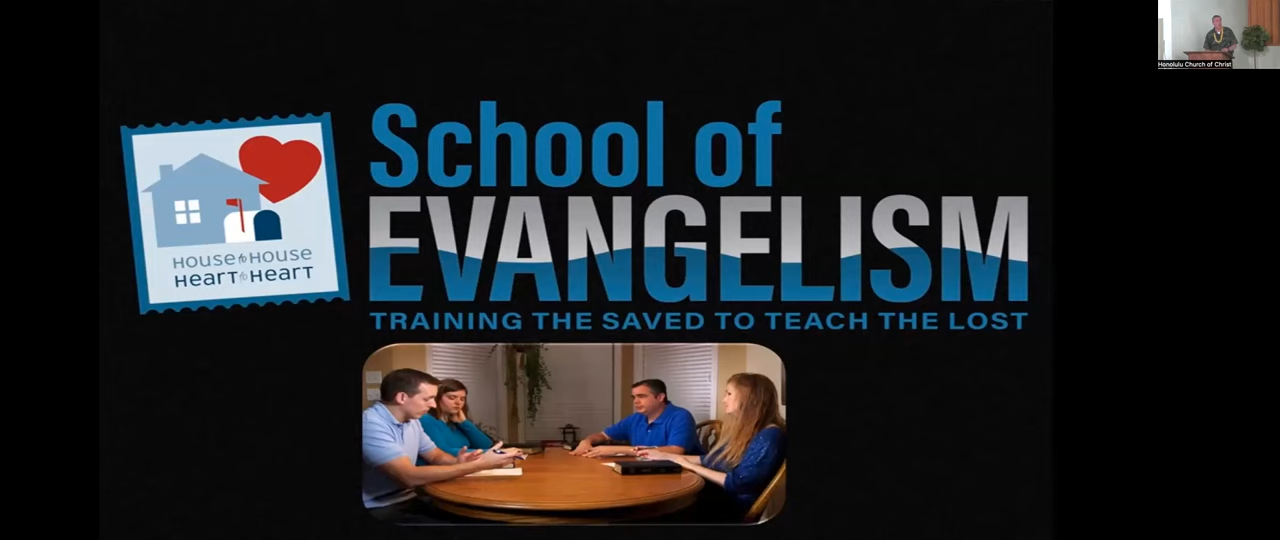 School of
EVANGELISM
TRAINING THE SAVED TO TEACH THE LOST
HOUSE to HOUSE
HEART to HEART
Honolulu Church of Christ